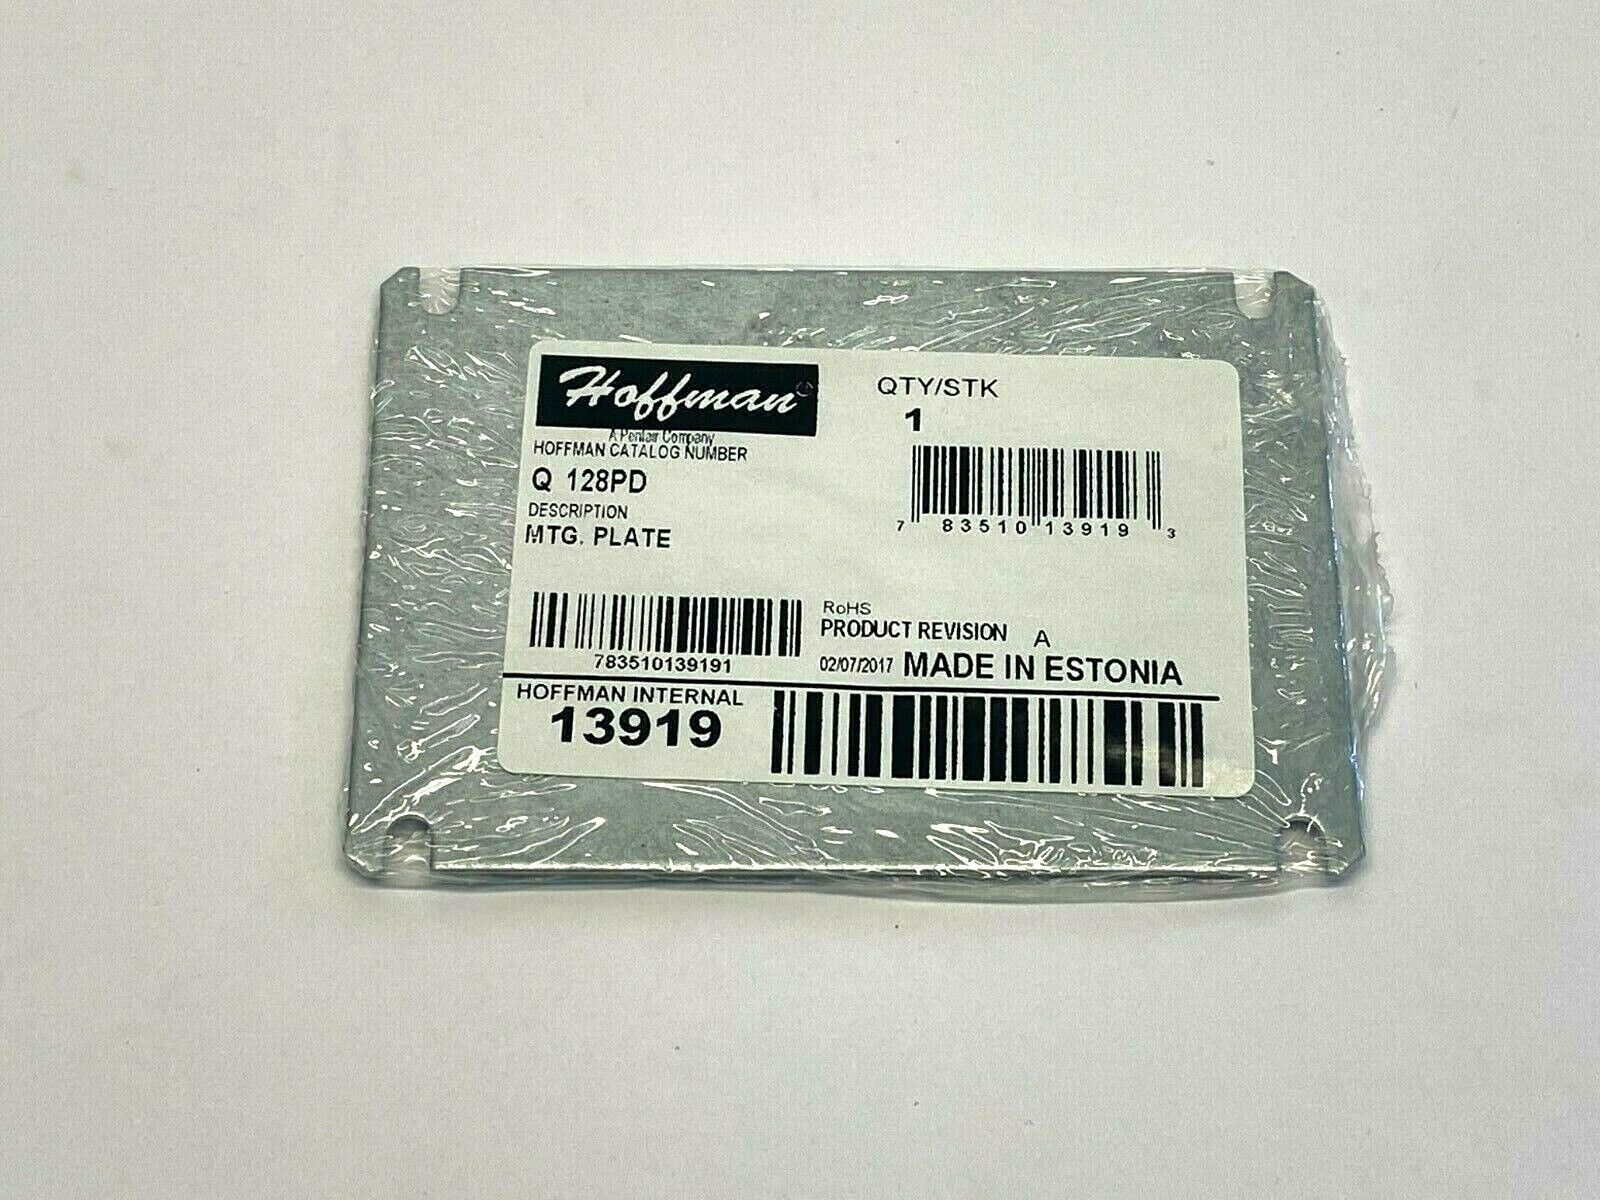 Hoffman®
A Pentair Company
HOFFMAN CATALOG NUMBER
Q 128PD
DESCRIPTION
MTG. PLATE
QTY/STK
1
7 83510 13919 3
783510139191
RoHS
PRODUCT REVISION A
02/07/2017 MADE IN ESTONIA
HOFFMAN INTERNAL
13919